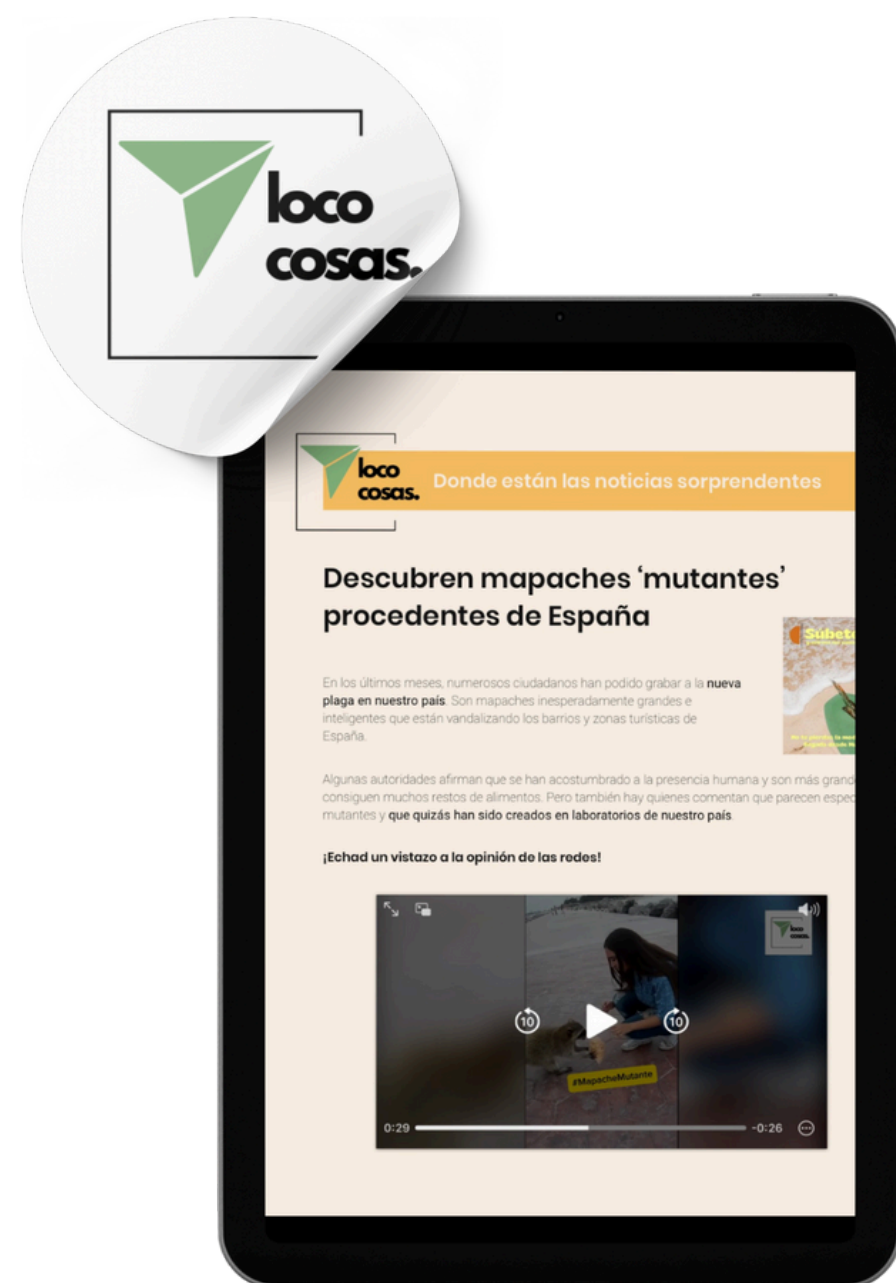 loco
cosas.
loco
cosas.
Donde están las noticias sorprendentes
Descubren mapaches ‘mutantes’
procedentes de España
Súbete
En los últimos meses, numerosos ciudadanos han podido grabar a la nueva
plaga en nuestro país. Son mapaches inesperadamente grandes e
inteligentes que están vandalizando los barrios y zonas turísticas de
España.
Algunas autoridades afirman que se han acostumbrado a la presencia humana y son más grand
consiguen muchos restos de alimentos. Pero también hay quienes comentan que parecen espec
mutantes y que quizás han sido creados en laboratorios de nuestro país.
¡Echad un vistazo a la opinión de las redes!
loco
cosas.
10
10
#MapacheMutante
0:29
-0:26